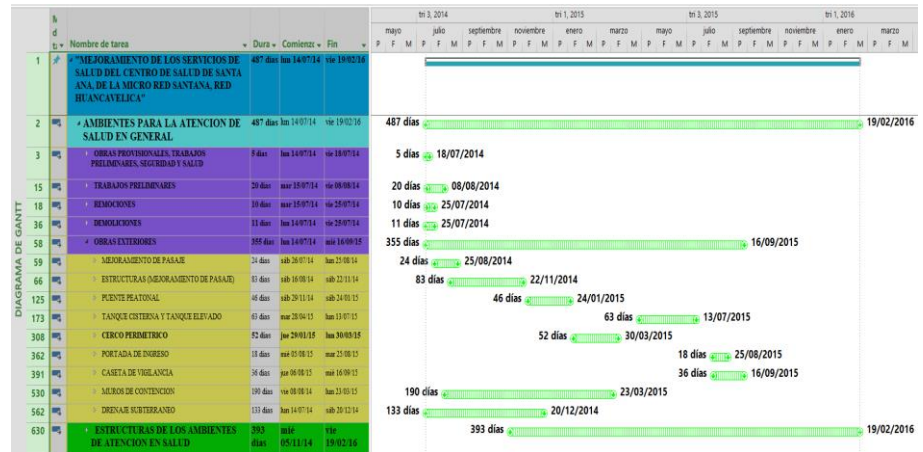 tri 3, 2014 tri 1, 2015 tri 3, 2015 tri 1, 2016
mayo julio septiembre noviembre enero marzo mayo julio septiembre noviembre enero marzo
Nombre de tarea Dura Comienzo Fin P F M P F M P F M P F M P F M P F M P F M P F M P F M P F M P F M P F M
DIAGRAMA DE GANTT
1 "MEJORAMIENTO DE LOS SERVICIOS DE 487 días lun 14/07/14 vie 19/02/16
SALUD DEL CENTRO DE SALUD DE SANTA
ANA, DE LA MICRO RED SANTANA, RED
HUANCAVELICA"
2 AMBIENTES PARA LA ATENCION DE 487 días lun 14/07/14 vie 19/02/16 487 días 19/02/2016
SALUD EN GENERAL
3 OBRAS PROVISIONALES, TRABAJOS 5 días lun 14/07/14 vie 18/07/14 5 días 18/07/2014
PRELIMINARES, SEGURIDAD Y SALUD
15 TRABAJOS PRELIMINARES 20 días mar 15/07/14 vie 08/08/14 20 días 08/08/2014
18 REMOCIONES 10 días mar 15/07/14 vie 25/07/14 10 días 25/07/2014
36 DEMOLICIONES 11 días lun 14/07/14 vie 25/07/14 11 días 25/07/2014
58 OBRAS EXTERIORES 355 días lun 14/07/14 mié 16/09/15 355 días 16/09/2015
59 MEJORAMIENTO DE PASAJE 24 días sáb 26/07/14 lun 25/08/14 24 días 25/08/2014
66 ESTRUCTURAS (MEJORAMIENTO DE PASAJE) 83 días sáb 16/08/14 sáb 22/11/14 83 días 22/11/2014
125 PUENTE PEATONAL 46 días sáb 29/11/14 sáb 24/01/15 46 días 24/01/2015
173 TANQUE CISTERNA Y TANQUE ELEVADO 63 días mar 28/04/15 lun 13/07/15 63 días 13/07/2015
308 CERCO PERIMETRICO 52 días jue 29/01/15 lun 30/03/15 52 días 30/03/2015
362 PORTADA DE INGRESO 18 días mié 05/08/15 mar 25/08/15 18 días 25/08/2015
391 CASETA DE VIGILANCIA 36 días jue 06/08/15 mié 16/09/15 36 días 16/09/2015
530 MUROS DE CONTENCION 190 días vie 08/08/14 lun 23/03/15 190 días 23/03/2015
562 DRENAJE SUBTERRANEO 133 días lun 14/07/14 sáb 20/12/14 133 días 20/12/2014
630 ESTRUCTURAS DE LOS AMBIENTES 393 mié vie 393 días 19/02/2016
DE ATENCION EN SALUD días 05/11/14 19/02/16